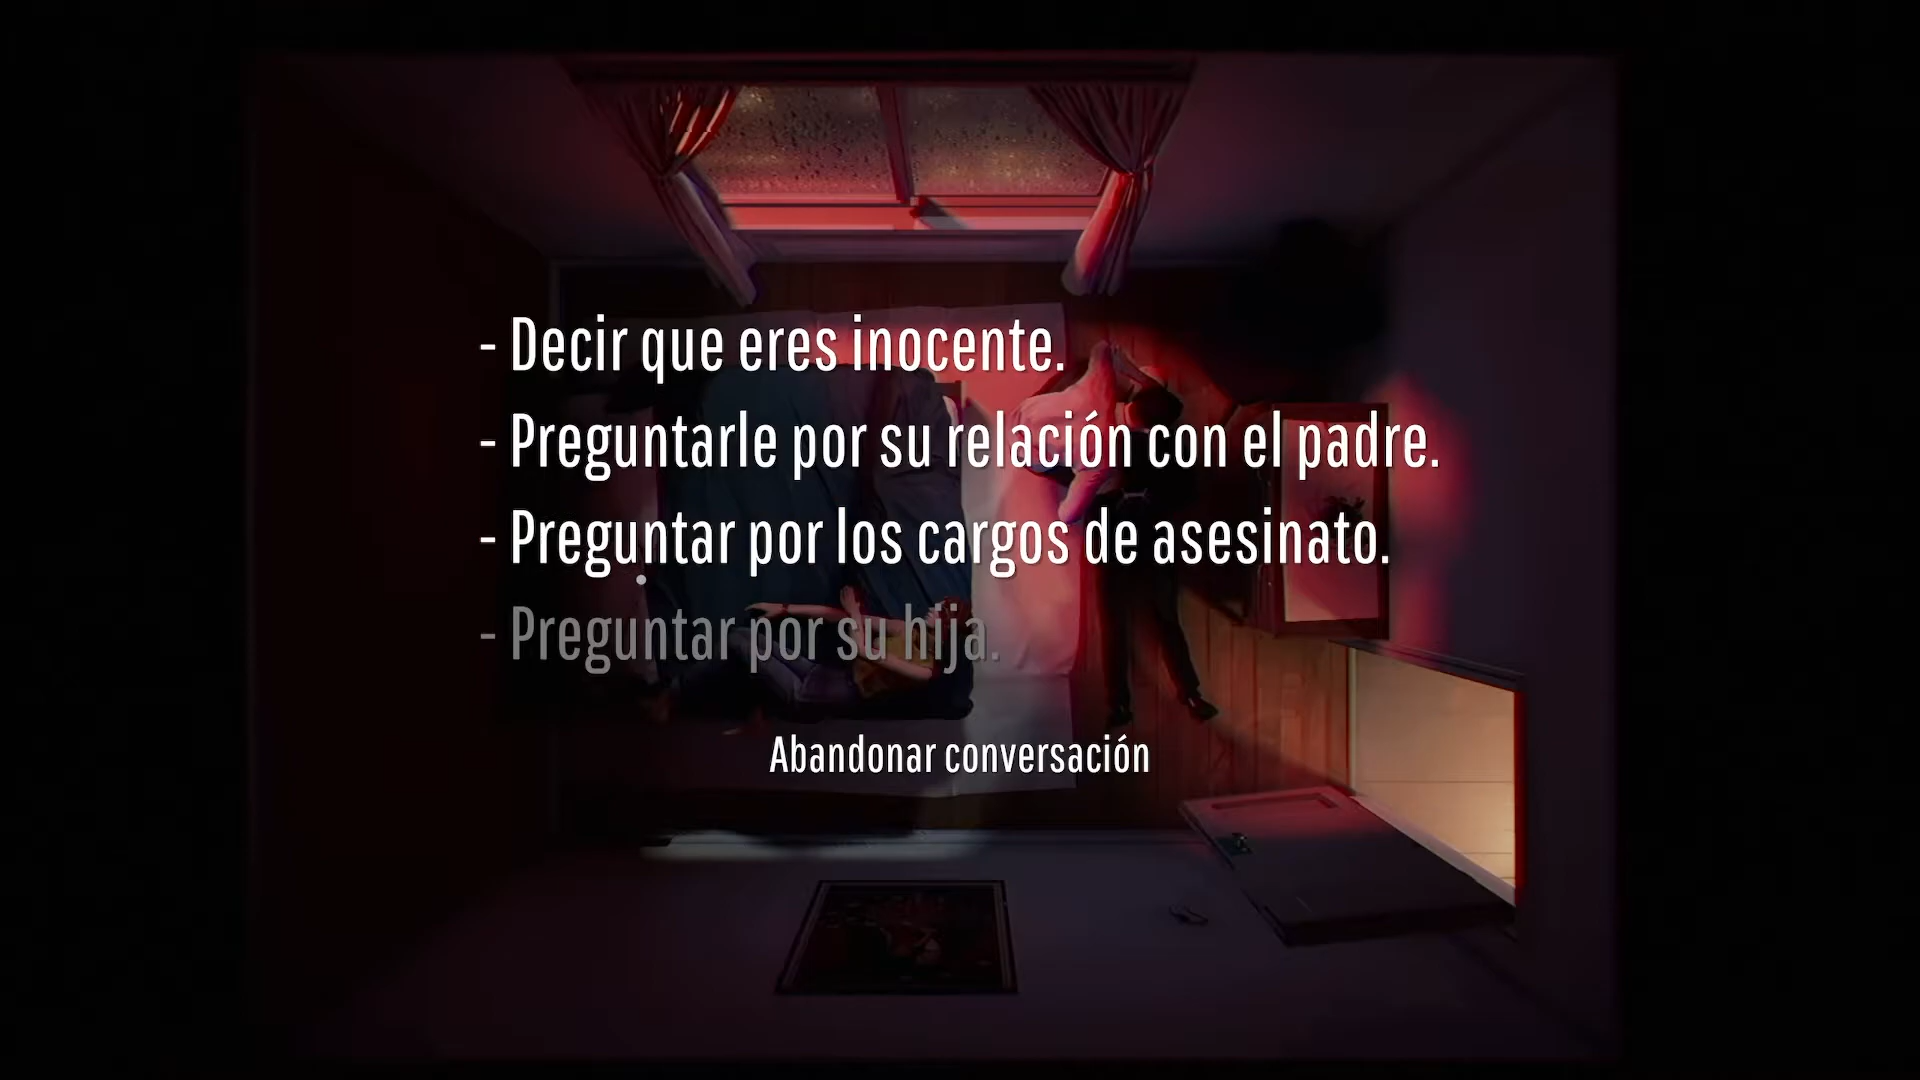 - Decir que eres inocente.
- Preguntarle por su relación con el padre.
- Preguntar por los cargos de asesinato.
- Preguntar por su hija.
Abandonar conversación